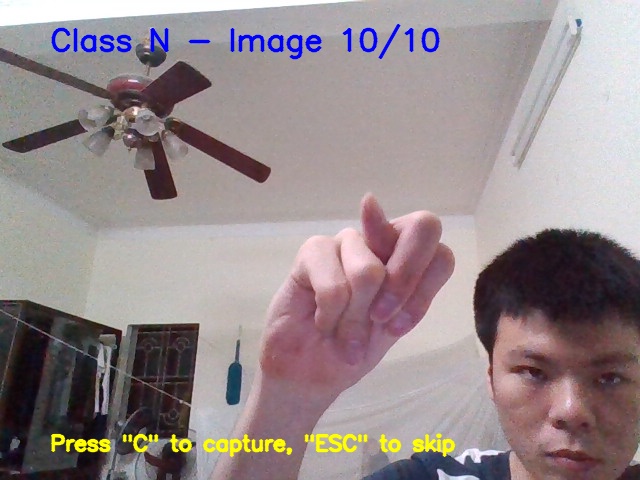 Class N - Image 10/10
Press "C" to capture, "ESC" to skip